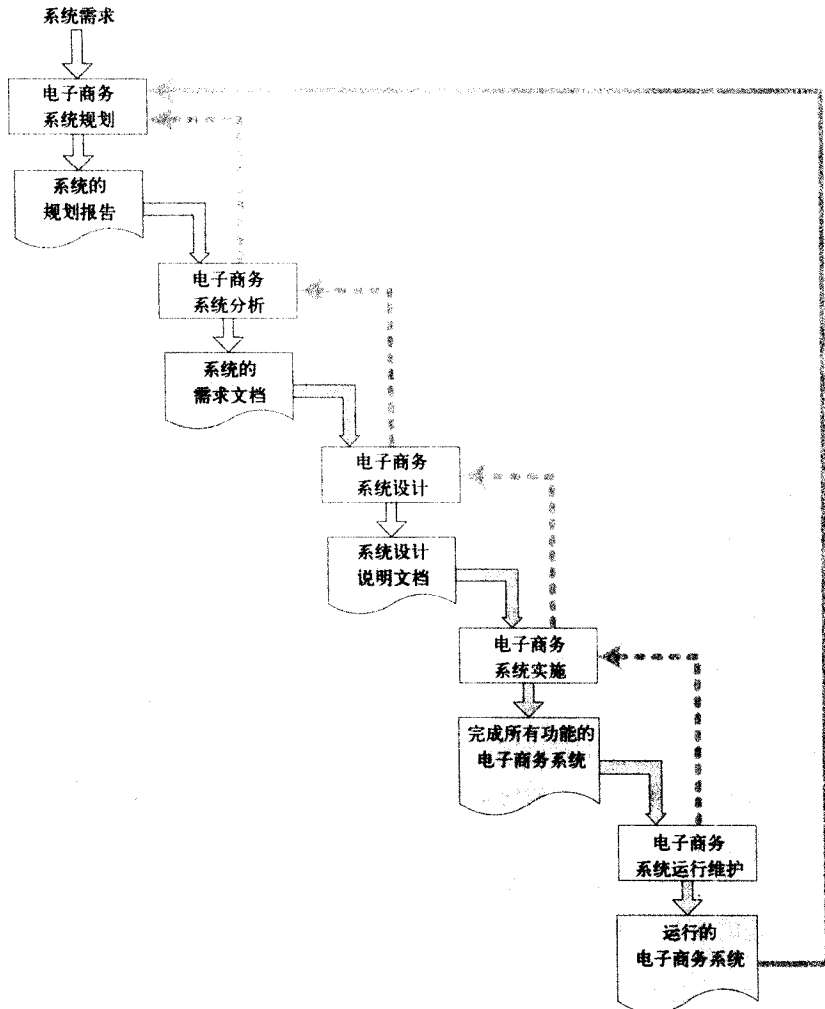 系统需求
电子商务
系统规划
系统的
规划报告
电子商务
系统分析
系统的
需求文档
电子商务
系统设计
系统设计
说明文档
电子商务
系统实施
完成所有功能的
电子商务系统
电子商务
系统运行维护
运行的
电子商务系统